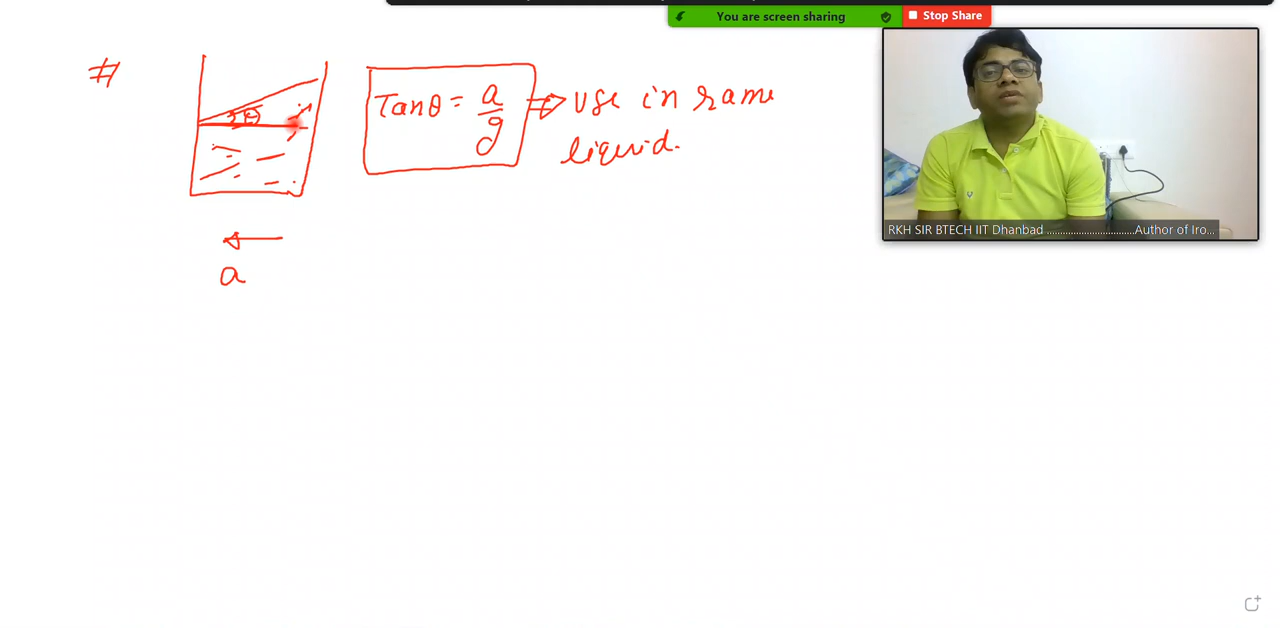 You are screen sharing
Stop Share
#
θ
Tanθ = a/g ⇒ use in same
liquid.
a
RKH SIR BTECH IIT Dhanbad ..................................Author of Iro...